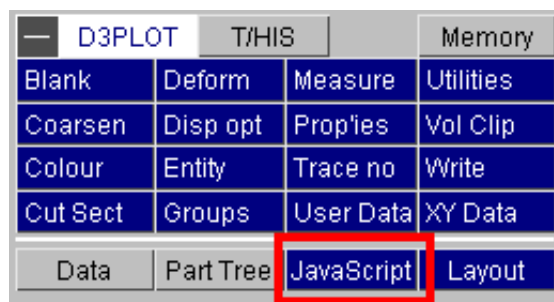 D3PLOT T/HIS Memory
Blank Deform Measure Utilities
Coarsen Disp opt Prop'ies Vol Clip
Colour Entity Trace no Write
Cut Sect Groups User Data XY Data
Data Part Tree JavaScript Layout